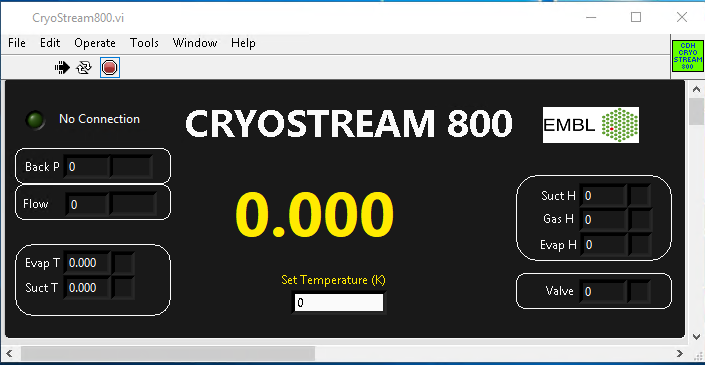 CryoStream800.vi
File Edit Operate Tools Window Help
CDH
CRYO
STREAM
800
No Connection
CRYOSTREAM 800
EMBL
Back P 0
Flow 0
0.000
Suct H 0
Gas H 0
Evap H 0
Evap T 0.000
Suct T 0.000
Set Temperature (K)
0
Valve 0